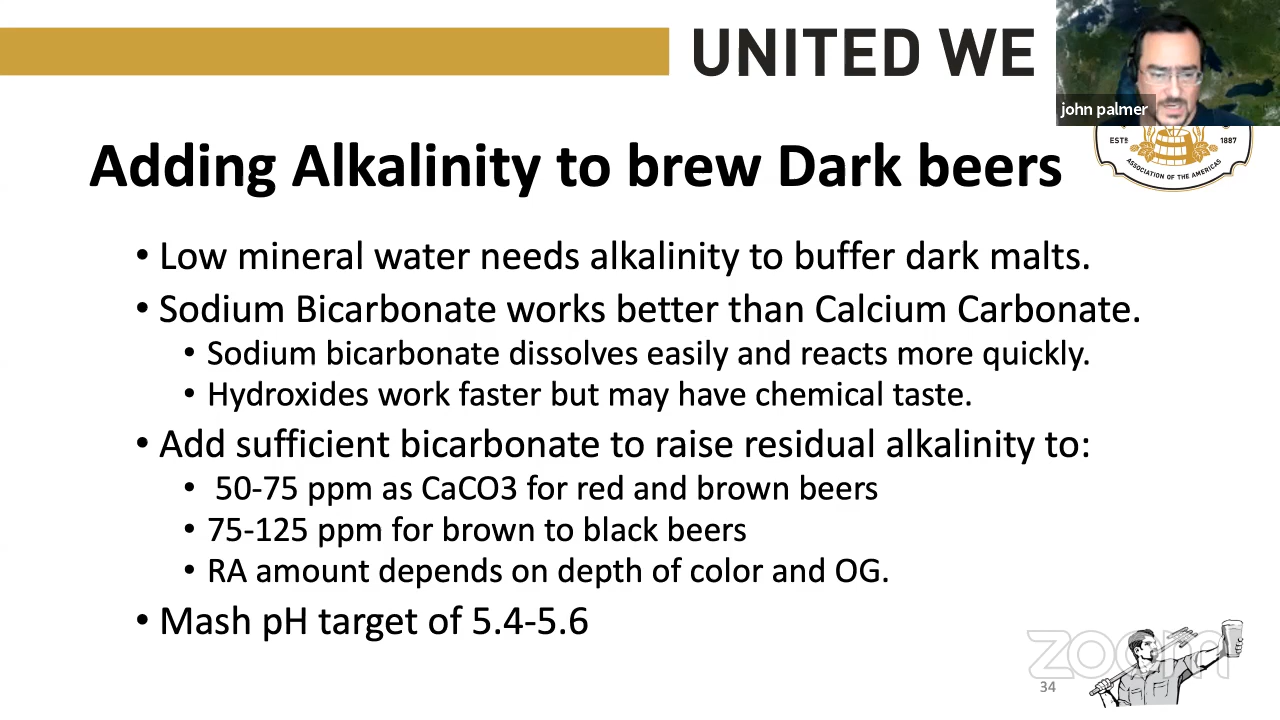 UNITED WE
john palmer
ESTB 1887
ASSOCIATION OF THE AMERICAS
Adding Alkalinity to brew Dark beers
• Low mineral water needs alkalinity to buffer dark malts.
• Sodium Bicarbonate works better than Calcium Carbonate.
• Sodium bicarbonate dissolves easily and reacts more quickly.
• Hydroxides work faster but may have chemical taste.
• Add sufficient bicarbonate to raise residual alkalinity to:
• 50-75 ppm as CaCO3 for red and brown beers
• 75-125 ppm for brown to black beers
• RA amount depends on depth of color and OG.
• Mash pH target of 5.4-5.6
zoom
34